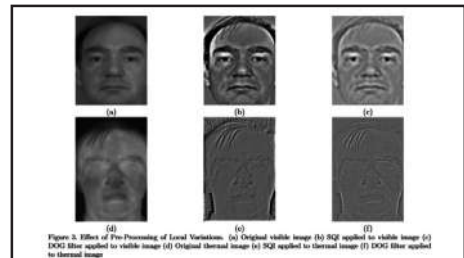 (a)
(b)
(c)
(d)
(e)
(f)
Figure 3. Effect of Pre-Processing of Local Variations. (a) Original visible image (b) SQI applied to visible image (c)
DOG filter applied to visible image (d) Original thermal image (e) SQI applied to thermal image (f) DOG filter applied
to thermal image